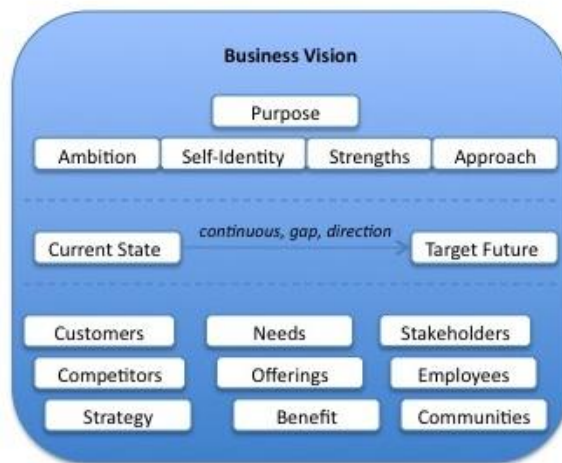 Business Vision
Purpose
Ambition Self-Identity Strengths Approach
continuous, gap, direction
Current State Target Future
Customers Needs Stakeholders
Competitors Offerings Employees
Strategy Benefit Communities